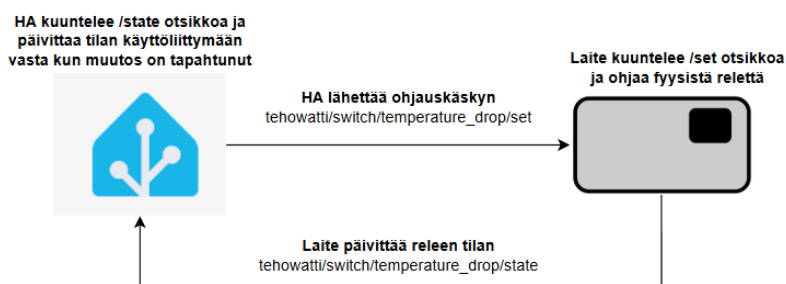 HA kuuntelee /state otsikkoa ja
päivittaa tilan käyttöliittymään
vasta kun muutos on tapahtunut
Laite kuuntelee /set otsikkoa
ja ohjaa fyysistä relettä
HA lähettää ohjauskäskyn
tehowatti/switch/temperature_drop/set
Laite päivittää releen tilan
tehowatti/switch/temperature_drop/state